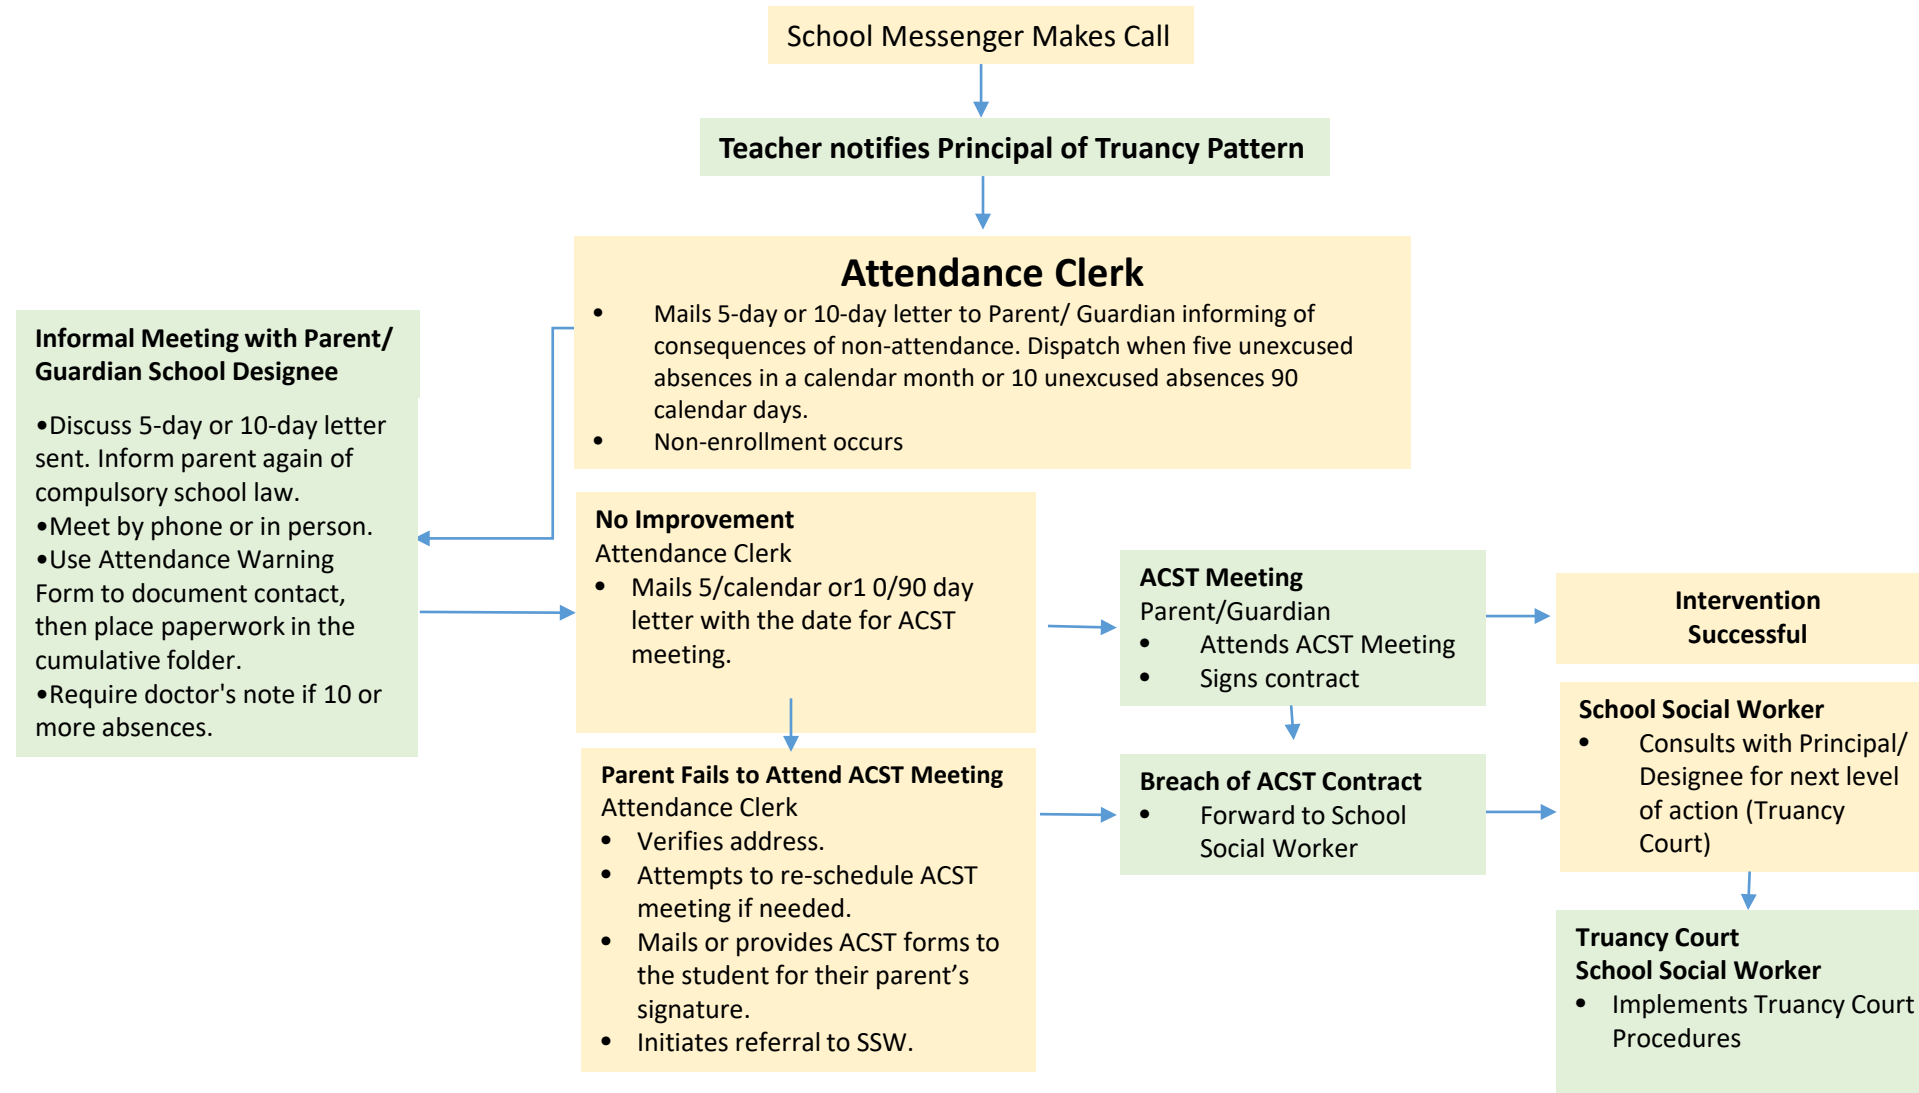 School Messenger Makes Call
Teacher notifies Principal of Truancy Pattern
Attendance Clerk
• Mails 5-day or 10-day letter to Parent/ Guardian informing of
consequences of non-attendance. Dispatch when five unexcused
absences in a calendar month or 10 unexcused absences 90
calendar days.
• Non-enrollment occurs
Informal Meeting with Parent/
Guardian School Designee
•Discuss 5-day or 10-day letter
sent. Inform parent again of
compulsory school law.
•Meet by phone or in person.
•Use Attendance Warning
Form to document contact,
then place paperwork in the
cumulative folder.
•Require doctor's note if 10 or
more absences.
No Improvement
Attendance Clerk
• Mails 5/calendar or1 0/90 day
letter with the date for ACST
meeting.
Parent Fails to Attend ACST Meeting
Attendance Clerk
• Verifies address.
• Attempts to re-schedule ACST
meeting if needed.
• Mails or provides ACST forms to
the student for their parent’s
signature.
• Initiates referral to SSW.
ACST Meeting
Parent/Guardian
• Attends ACST Meeting
• Signs contract
Breach of ACST Contract
• Forward to School
Social Worker
Intervention
Successful
School Social Worker
• Consults with Principal/
Designee for next level
of action (Truancy
Court)
Truancy Court
School Social Worker
• Implements Truancy Court
Procedures